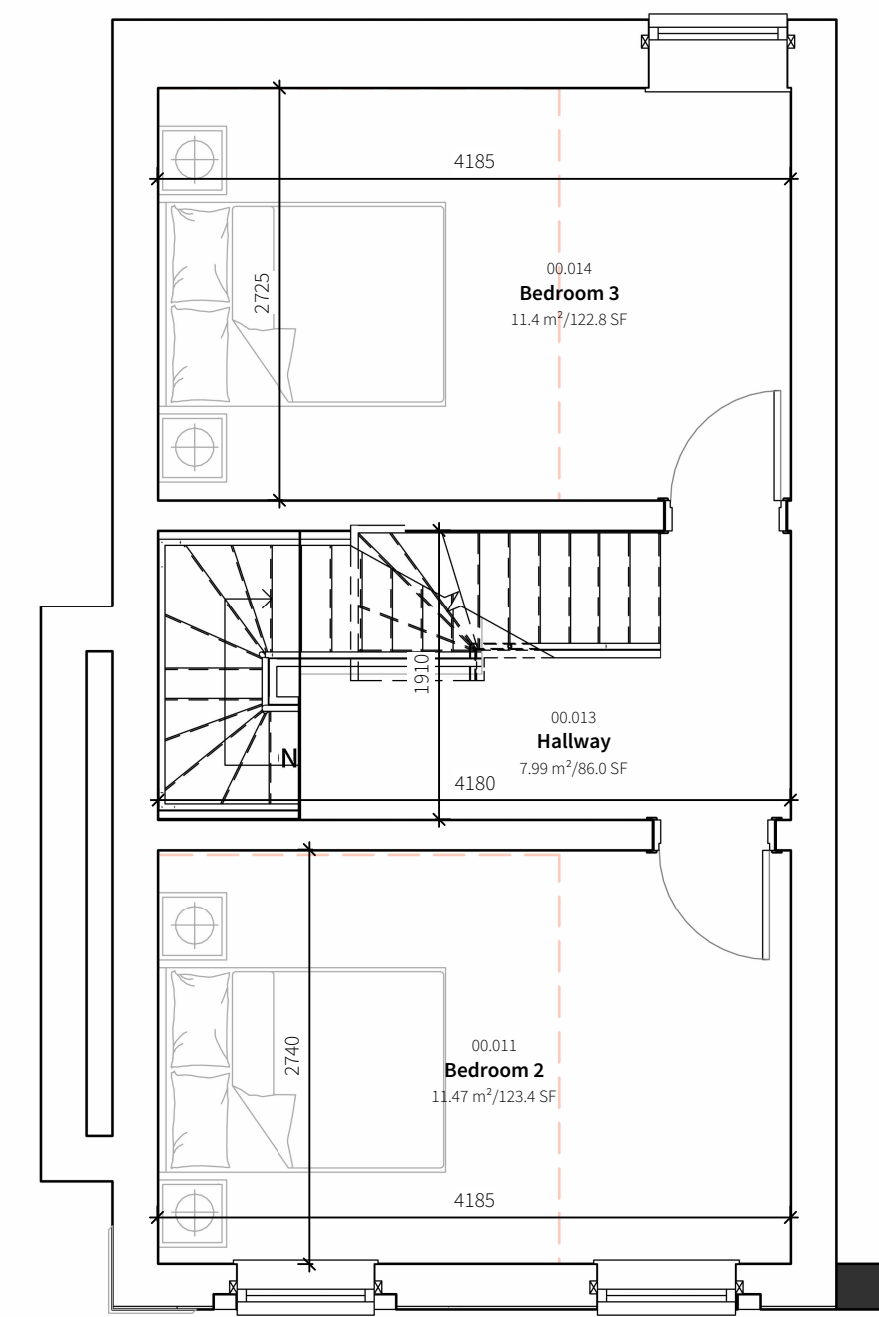 4185
2725
00.014
Bedroom 3
11.4 m²/122.8 SF
1910
00.013
Hallway
7.99 m²/86.0 SF
N
4180
2740
00.011
Bedroom 2
11.47 m²/123.4 SF
4185